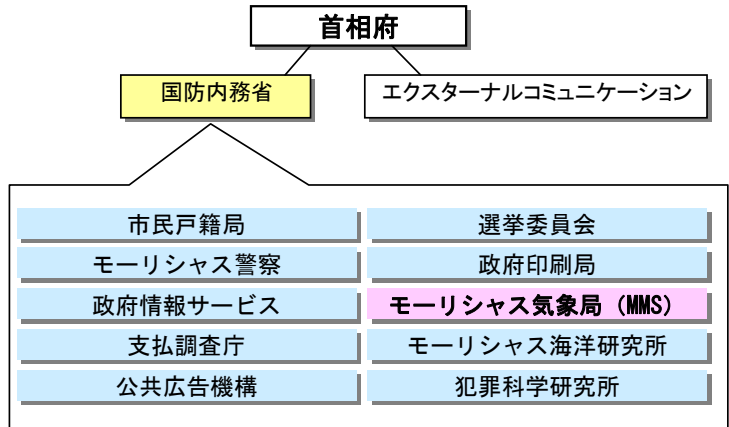 首相府
国防内務省
エクスターナルコミュニケーション
市民戸籍局
選挙委員会
モーリシャス警察
政府印刷局
政府情報サービス
モーリシャス気象局（MMS）
支払調査庁
モーリシャス海洋研究所
公共広告機構
犯罪科学研究所